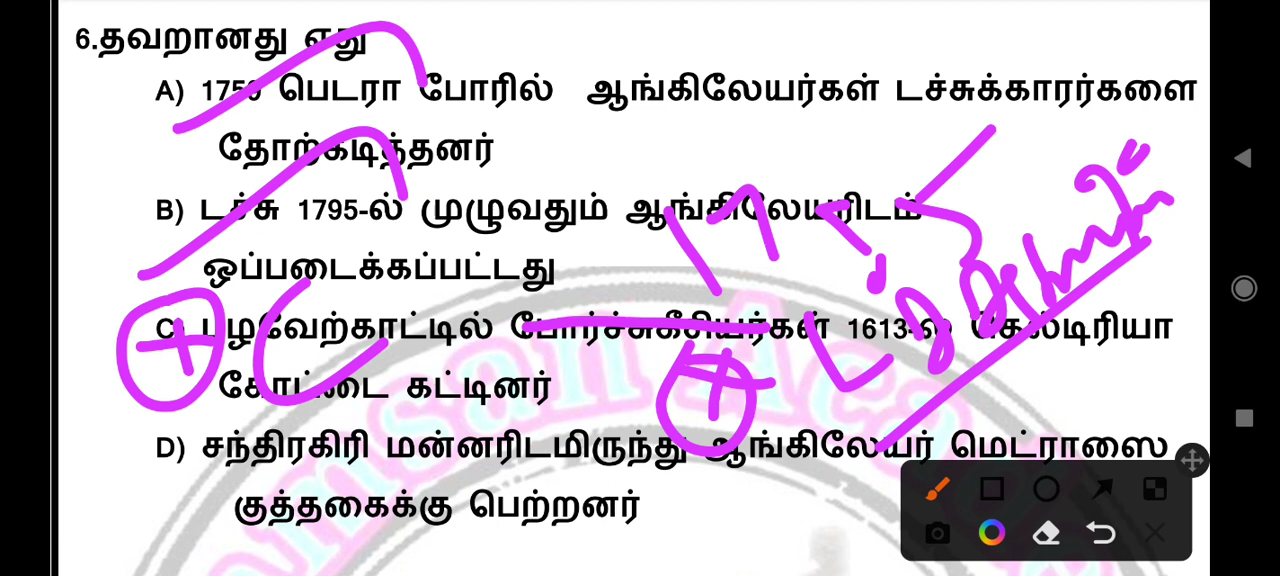 6.தவறானது எது
A) 1759 பெடரா போரில் ஆங்கிலேயர்கள் டச்சுக்காரர்களை
தோற்கடித்தனர்
B) டச்சு 1795-ல் முழுவதும் ஆங்கிலேயரிடம்
ஒப்படைக்கப்பட்டது
C) பழவேற்காட்டில் போர்ச்சுகீசியர்கள் 1613-ல் கெல்டிரியா
கோட்டை கட்டினர்
D) சந்திரகிரி மன்னரிடமிருந்து ஆங்கிலேயர் மெட்ராஸை
குத்தகைக்கு பெற்றனர்